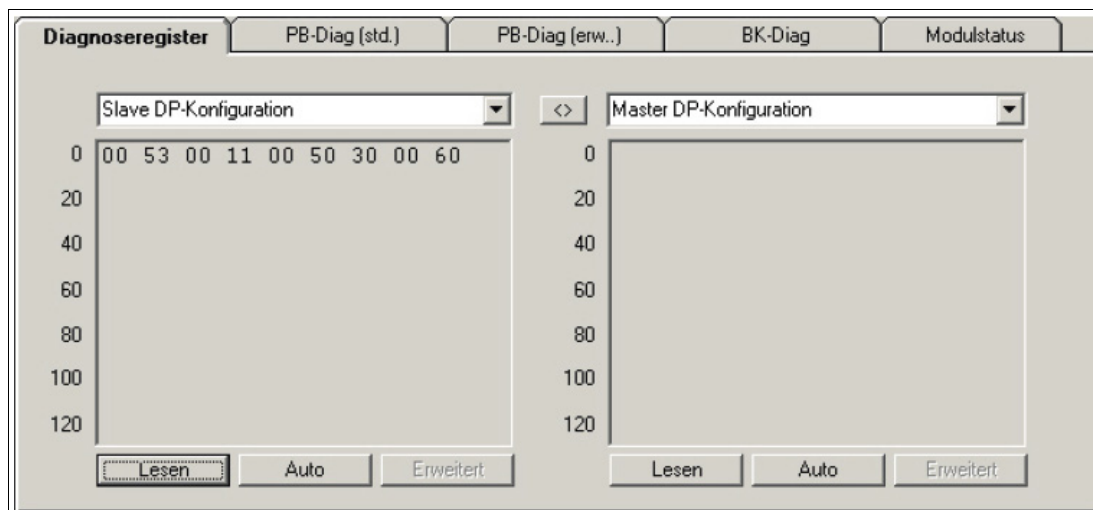 Diagnoseregister PB-Diag (std.) PB-Diag (erw..) BK-Diag Modulstatus
Slave DP-Konfiguration <> Master DP-Konfiguration
0 00 53 00 11 00 50 30 00 60 0
20 20
40 40
60 60
80 80
100 100
120 120
Lesen Auto Erweitert Lesen Auto Erweitert